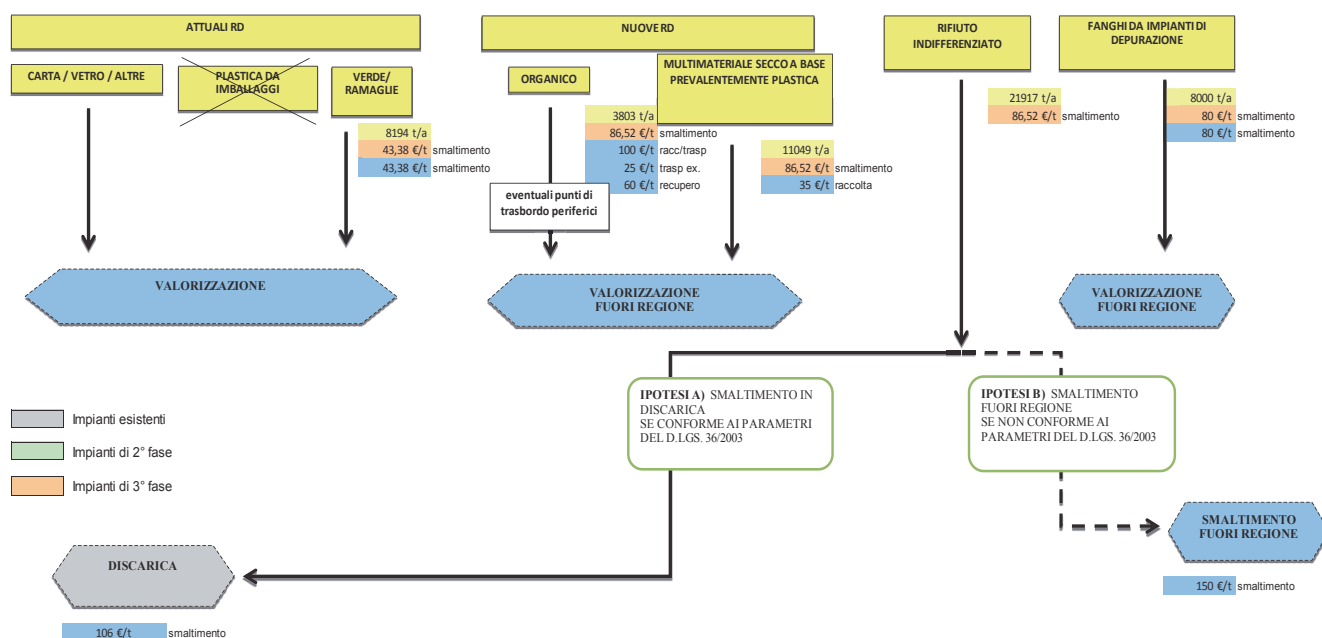 ATTUALI RD
NUOVE RD
RIFIUTO
INDIFFERENZIATO
FANGHI DA IMPIANTI DI
DEPURAZIONE
CARTA / VETRO / ALTRE
PLASTICA DA
IMBALLAGGI
VERDE/
RAMAGLIE
ORGANICO
MULTIMATERIALE SECCO A BASE
PREVALENTEMENTE PLASTICA
8194 t/a
43,38 €/t smaltimento
43,38 €/t smaltimento
3803 t/a
86,52 €/t smaltimento
100 €/t racc/trasp
25 €/t trasp ex.
60 €/t recupero
11049 t/a
86,52 €/t smaltimento
35 €/t raccolta
21917 t/a
86,52 €/t smaltimento
8000 t/a
80 €/t smaltimento
80 €/t smaltimento
eventuali punti di
trasbordo periferici
VALORIZZAZIONE
VALORIZZAZIONE
FUORI REGIONE
VALORIZZAZIONE
FUORI REGIONE
IPOTESI A) SMALTIMENTO IN
DISCARICA
SE CONFORME AI PARAMETRI
DEL D.LGS. 36/2003
IPOTESI B) SMALTIMENTO
FUORI REGIONE
SE NON CONFORME AI
PARAMETRI DEL D.LGS. 36/2003
Impianti esistenti
Impianti di 2° fase
Impianti di 3° fase
SMALTIMENTO
FUORI REGIONE
150 €/t smaltimento
DISCARICA
106 €/t smaltimento